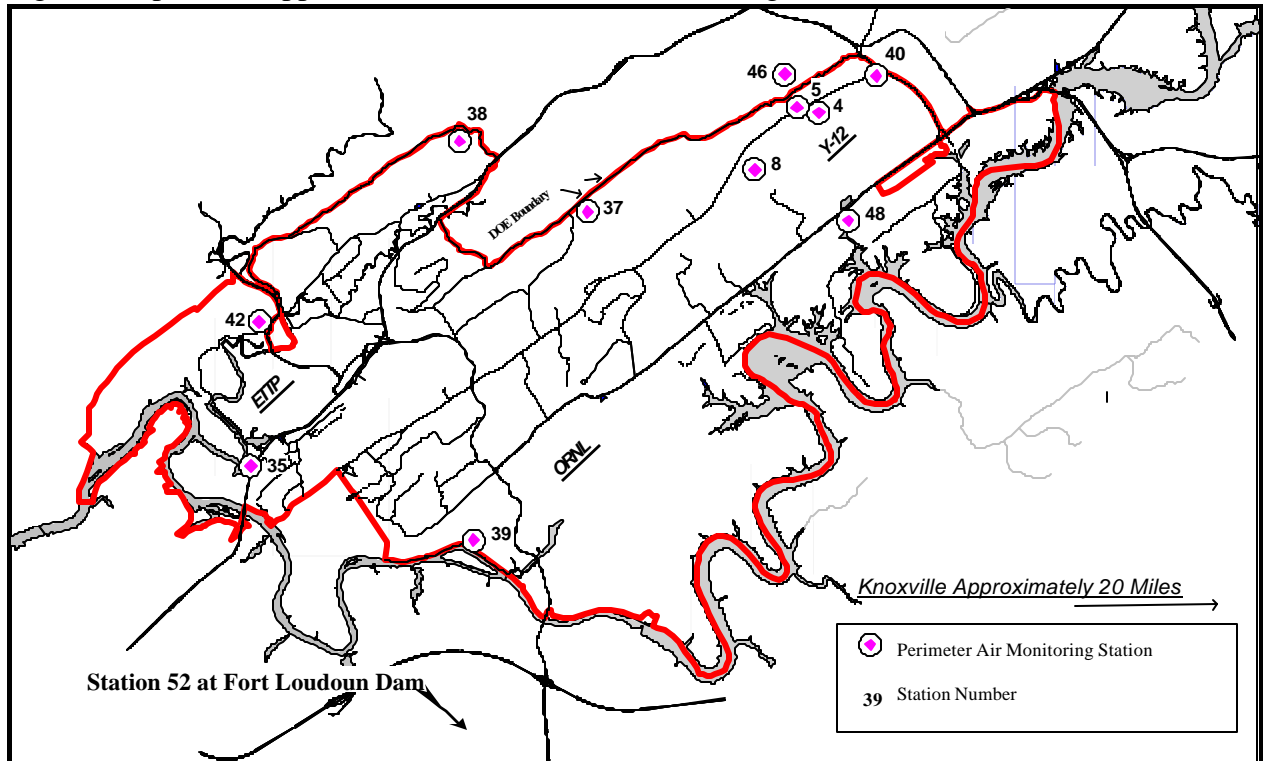 46
40
5
4
38
Y-12
8
DOE Boundary
37
48
42
ETTP
35
ORNL
39
Knoxville Approximately 20 Miles
Perimeter Air Monitoring Station
Station 52 at Fort Loudoun Dam
39 Station Number